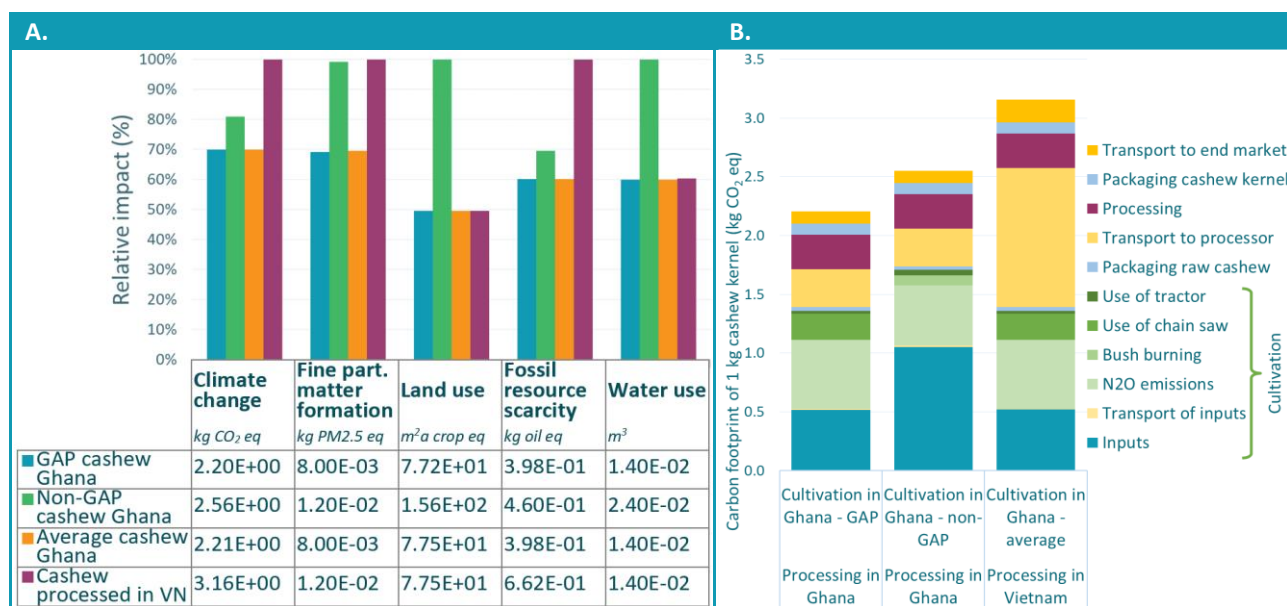 A.
Relative impact (%)
100%
90%
80%
70%
60%
50%
40%
30%
20%
10%
0%
Climate change
kg CO₂ eq
Fine part. matter formation
kg PM2.5 eq
Land use
m²a crop eq
Fossil resource scarcity
kg oil eq
Water use
m³
GAP cashew Ghana 2.20E+00 8.00E-03 7.72E+01 3.98E-01 1.40E-02
Non-GAP cashew Ghana 2.56E+00 1.20E-02 1.56E+02 4.60E-01 2.40E-02
Average cashew Ghana 2.21E+00 8.00E-03 7.75E+01 3.98E-01 1.40E-02
Cashew processed in VN 3.16E+00 1.20E-02 7.75E+01 6.62E-01 1.40E-02
B.
Carbon footprint of 1 kg cashew kernel (kg CO₂ eq)
3.5
3.0
2.5
2.0
1.5
1.0
0.5
0.0
Cultivation in Ghana - GAP
Cultivation in Ghana - non-GAP
Cultivation in Ghana - average
Processing in Ghana
Processing in Ghana
Processing in Vietnam
Transport to end market
Packaging cashew kernel
Processing
Transport to processor
Packaging raw cashew
Use of tractor
Use of chain saw
Bush burning
N2O emissions
Transport of inputs
Inputs
Cultivation